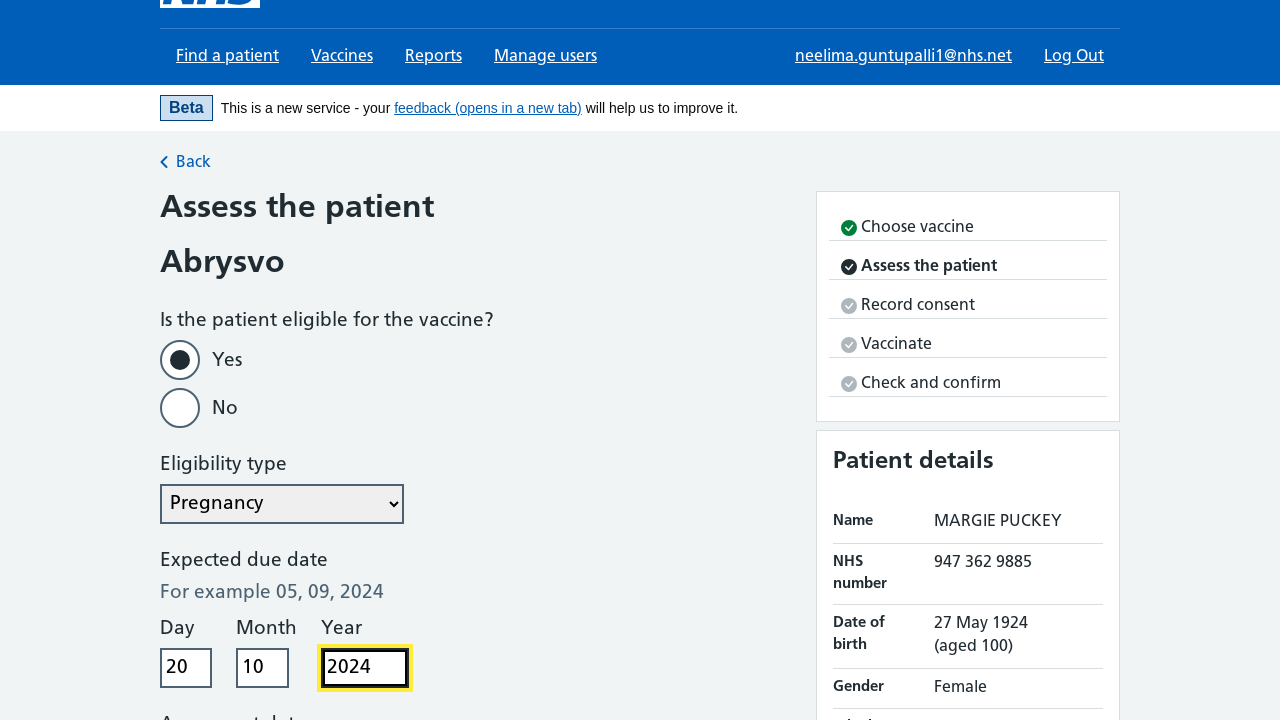 NHS
Find a patient
Vaccines
Reports
Manage users
neelima.guntupalli1@nhs.net
Log Out
Beta
This is a new service - your feedback (opens in a new tab) will help us to improve it.
Back
Assess the patient
Abrysvo
Is the patient eligible for the vaccine?
Yes
No
Eligibility type
Pregnancy
Expected due date
For example 05, 09, 2024
Day Month Year
20 10 2024
Choose vaccine
Assess the patient
Record consent
Vaccinate
Check and confirm
Patient details
Name MARGIE PUCKEY
NHS number 947 362 9885
Date of birth 27 May 1924 (aged 100)
Gender Female